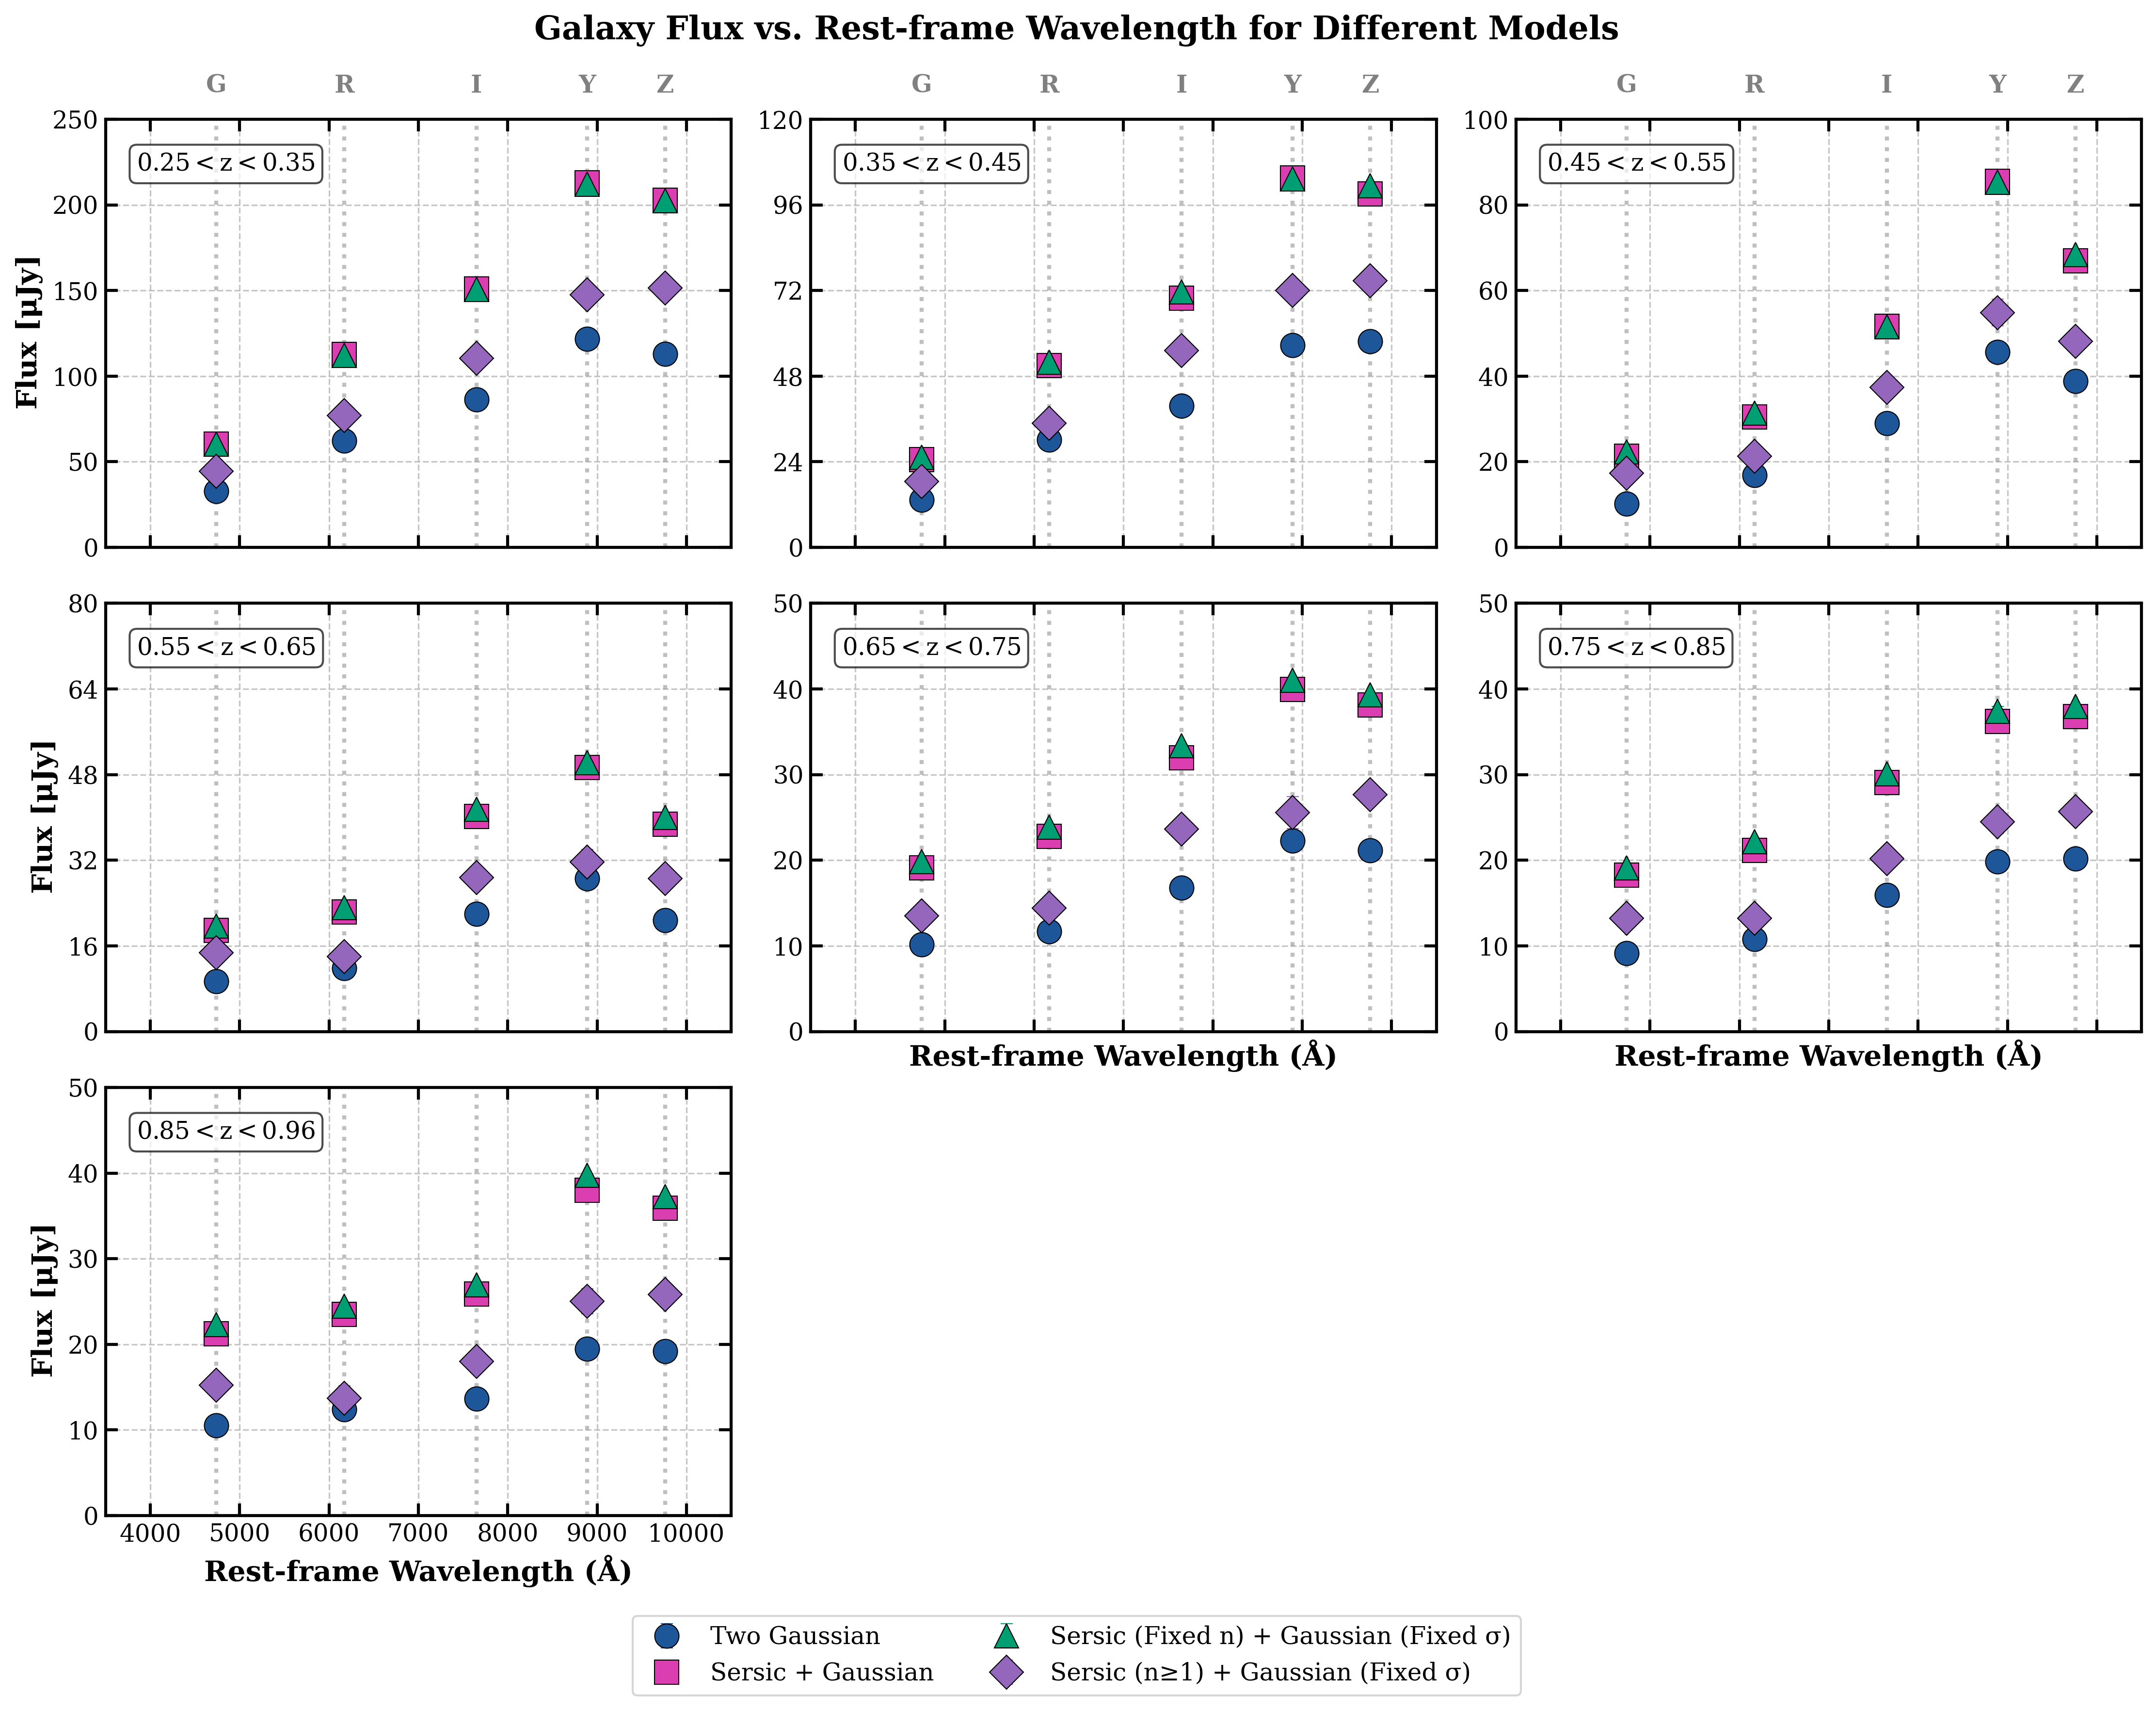 Galaxy Flux vs. Rest-frame Wavelength for Different Models
G R I Y Z G R I Y Z G R I Y Z
Flux [µJy]
250
200
150
100
50
0
0.25 < z < 0.35
120
96
72
48
24
0
0.35 < z < 0.45
100
80
60
40
20
0
0.45 < z < 0.55
Flux [µJy]
80
64
48
32
16
0
0.55 < z < 0.65
50
40
30
20
10
0
0.65 < z < 0.75
Rest-frame Wavelength (Å)
50
40
30
20
10
0
0.75 < z < 0.85
Rest-frame Wavelength (Å)
Flux [µJy]
50
40
30
20
10
0
0.85 < z < 0.96
4000 5000 6000 7000 8000 9000 10000
Rest-frame Wavelength (Å)
Two Gaussian
Sersic + Gaussian
Sersic (Fixed n) + Gaussian (Fixed σ)
Sersic (n≥1) + Gaussian (Fixed σ)